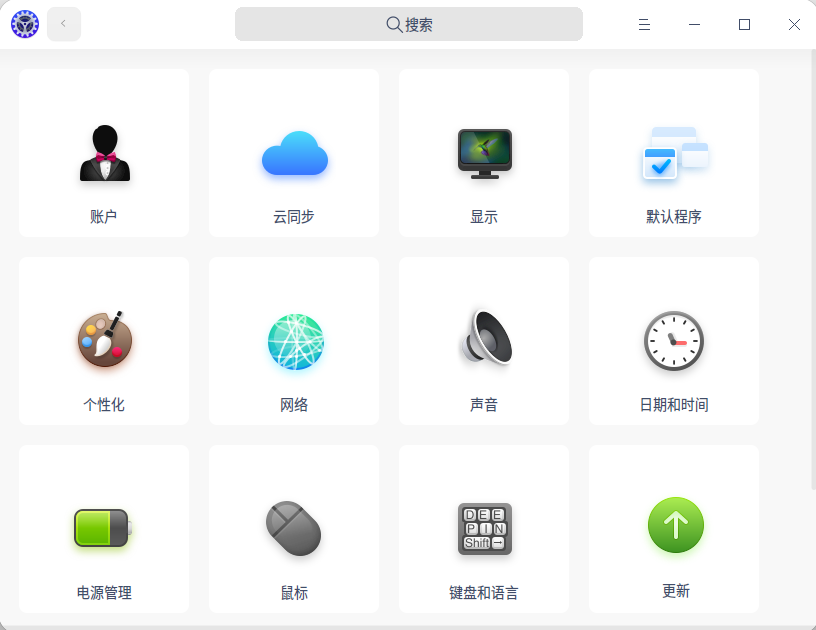 搜索
账户
云同步
显示
默认程序
个性化
网络
声音
日期和时间
电源管理
鼠标
DEE
PIN
Shift→
键盘和语言
更新